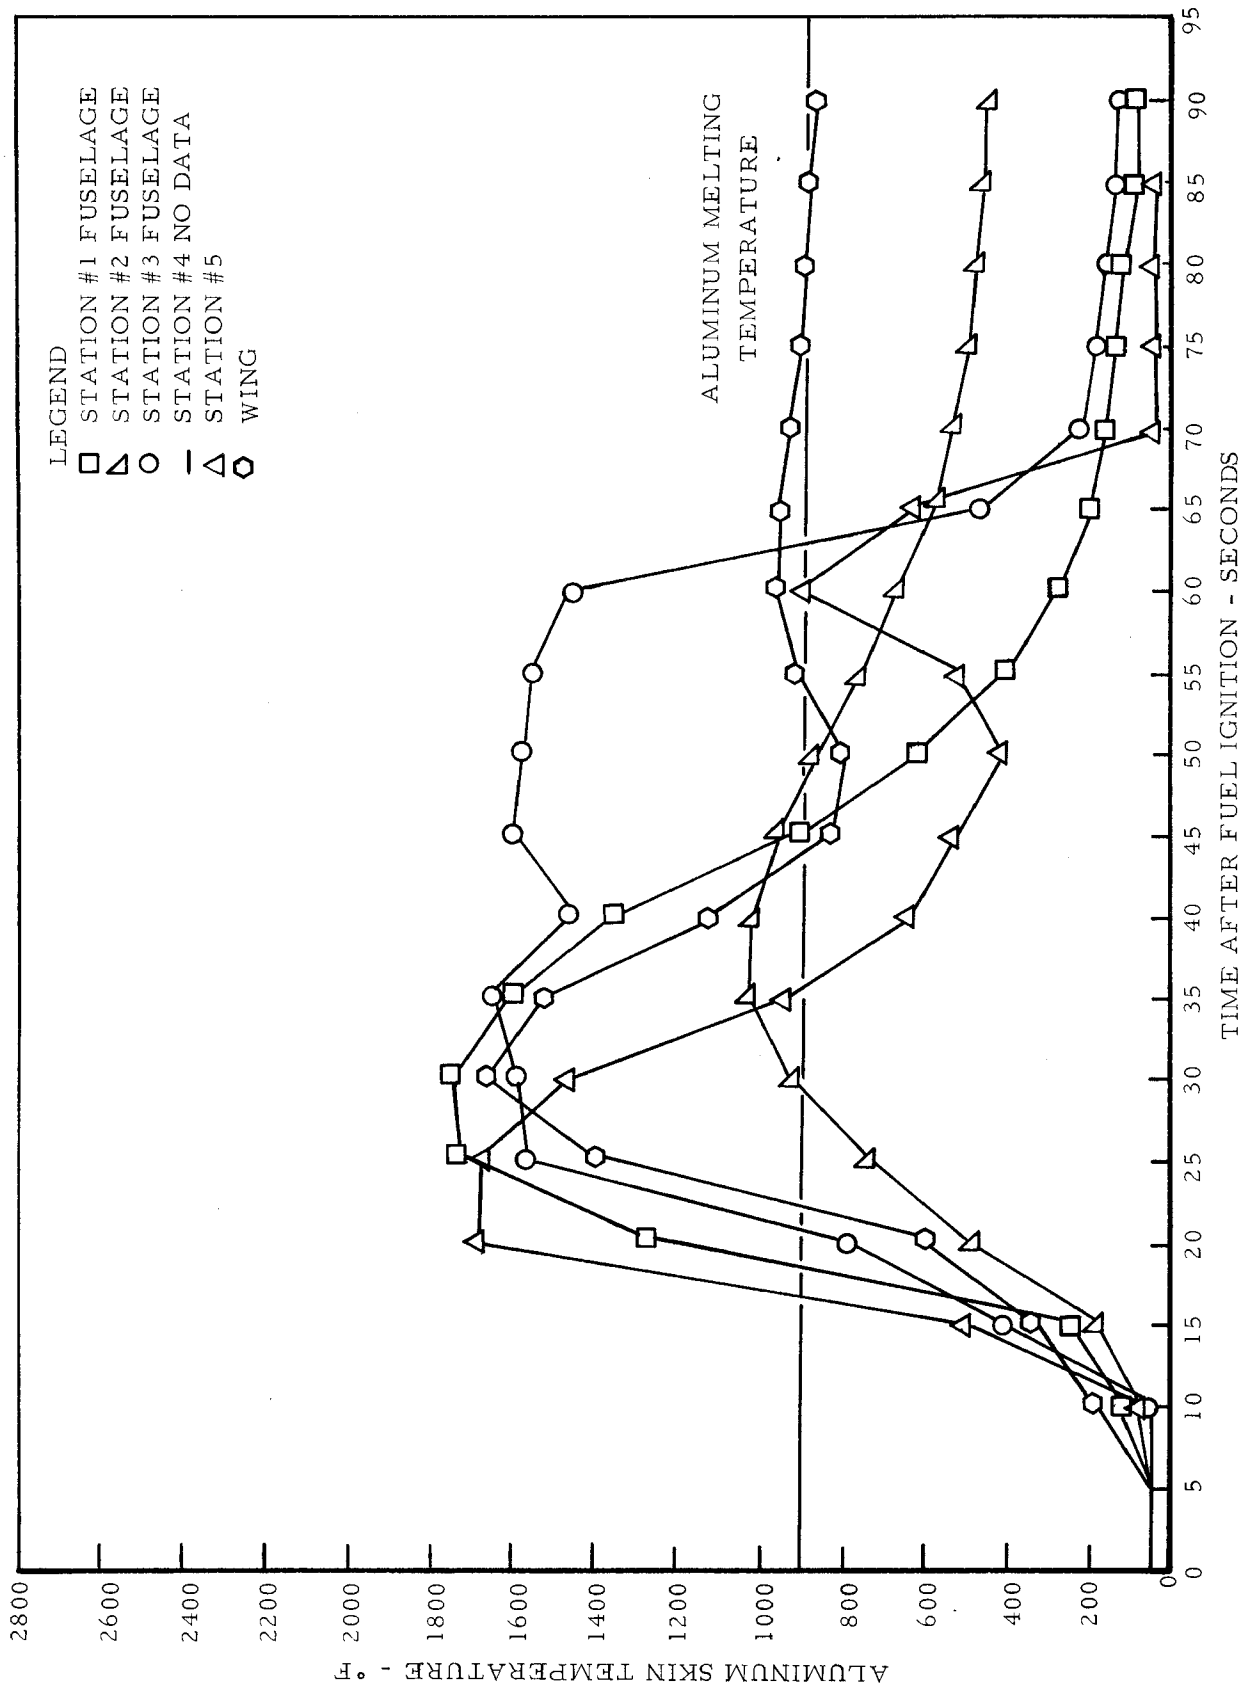 LEGEND
STATION #1 FUSELAGE
STATION #2 FUSELAGE
STATION #3 FUSELAGE
STATION #4 NO DATA
STATION #5
WING
ALUMINUM MELTING
TEMPERATURE
ALUMINUM SKIN TEMPERATURE - °F
2800
2600
2400
2200
2000
1800
1600
1400
1200
1000
800
600
400
200
0
0 5 10 15 20 25 30 35 40 45 50 55 60 65 70 75 80 85 90 95
TIME AFTER FUEL IGNITION - SECONDS